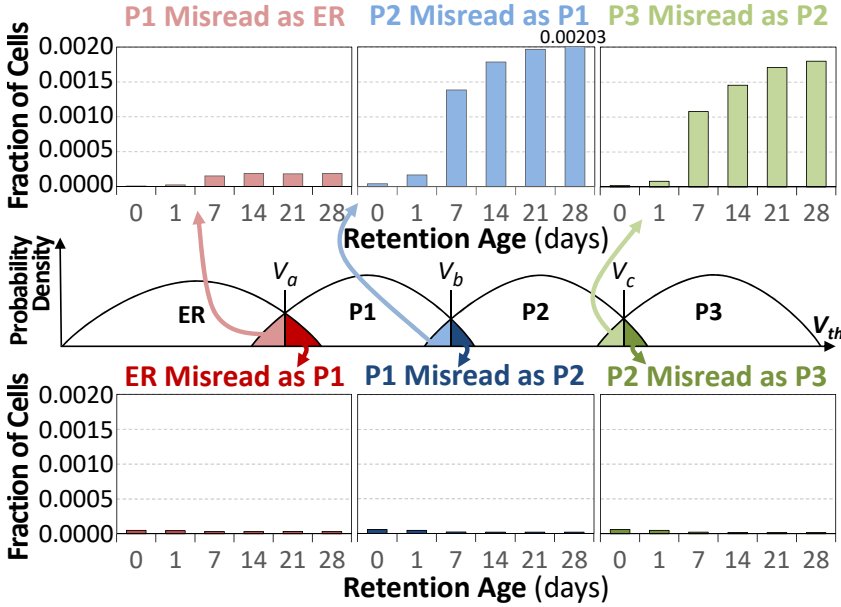 P1 Misread as ER P2 Misread as P1 P3 Misread as P2
0.00203
Fraction of Cells
0.0020
0.0015
0.0010
0.0005
0.0000
0 1 7 14 21 28 0 1 7 14 21 28 0 1 7 14 21 28
Retention Age (days)
Probability
Density
Va Vb Vc
ER P1 P2 P3
Vth
ER Misread as P1 P1 Misread as P2 P2 Misread as P3
Fraction of Cells
0.0020
0.0015
0.0010
0.0005
0.0000
0 1 7 14 21 28 0 1 7 14 21 28 0 1 7 14 21 28
Retention Age (days)